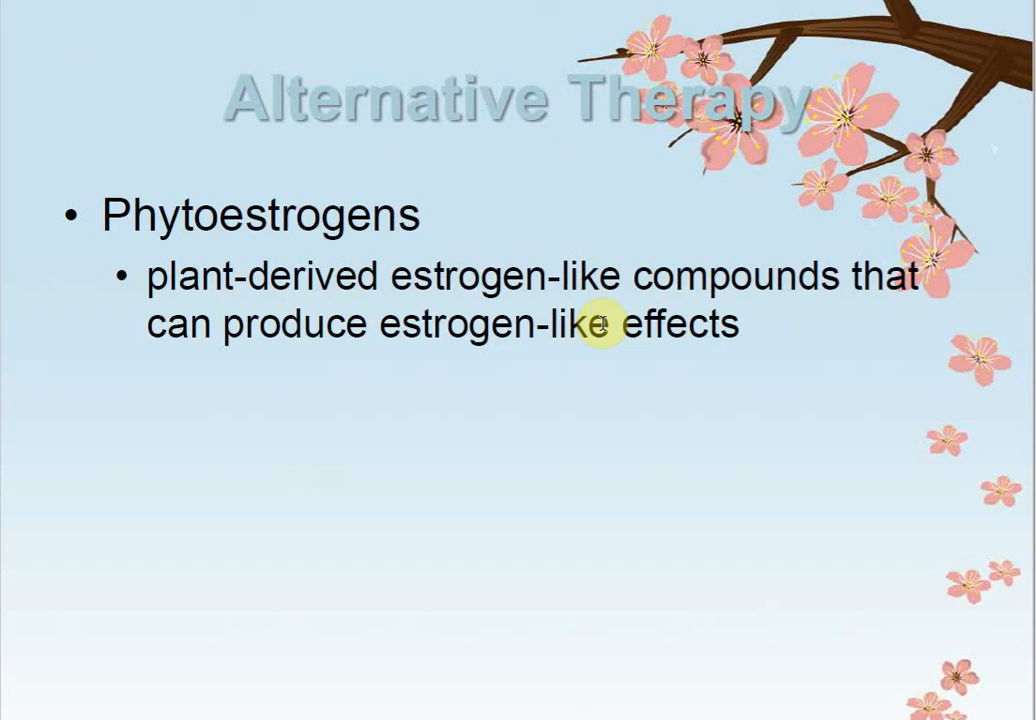 Alternative Therapy
• Phytoestrogens
• plant-derived estrogen-like compounds that
can produce estrogen-like effects